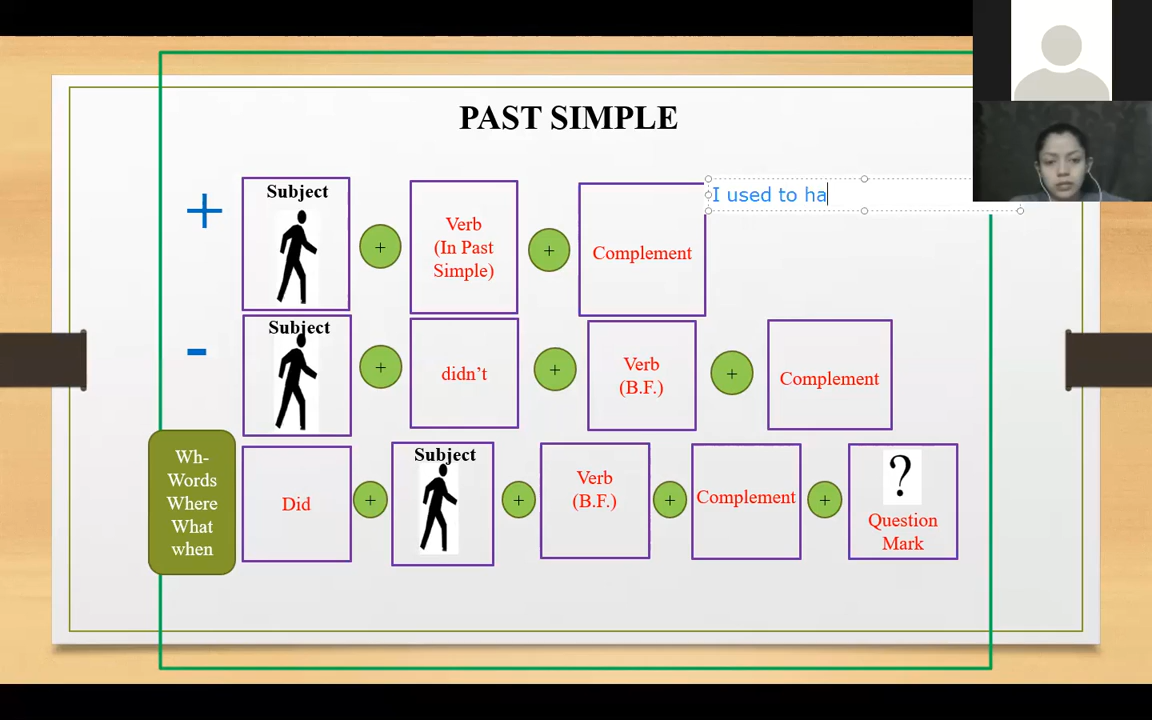 PAST SIMPLE
+
Subject
+
Verb
(In Past
Simple)
+
Complement
I used to ha
-
Subject
+
didn't
+
Verb
(B.F.)
+
Complement
Wh-
Words
Where
What
when
Did
+
Subject
+
Verb
(B.F.)
+
Complement
+
?
Question
Mark